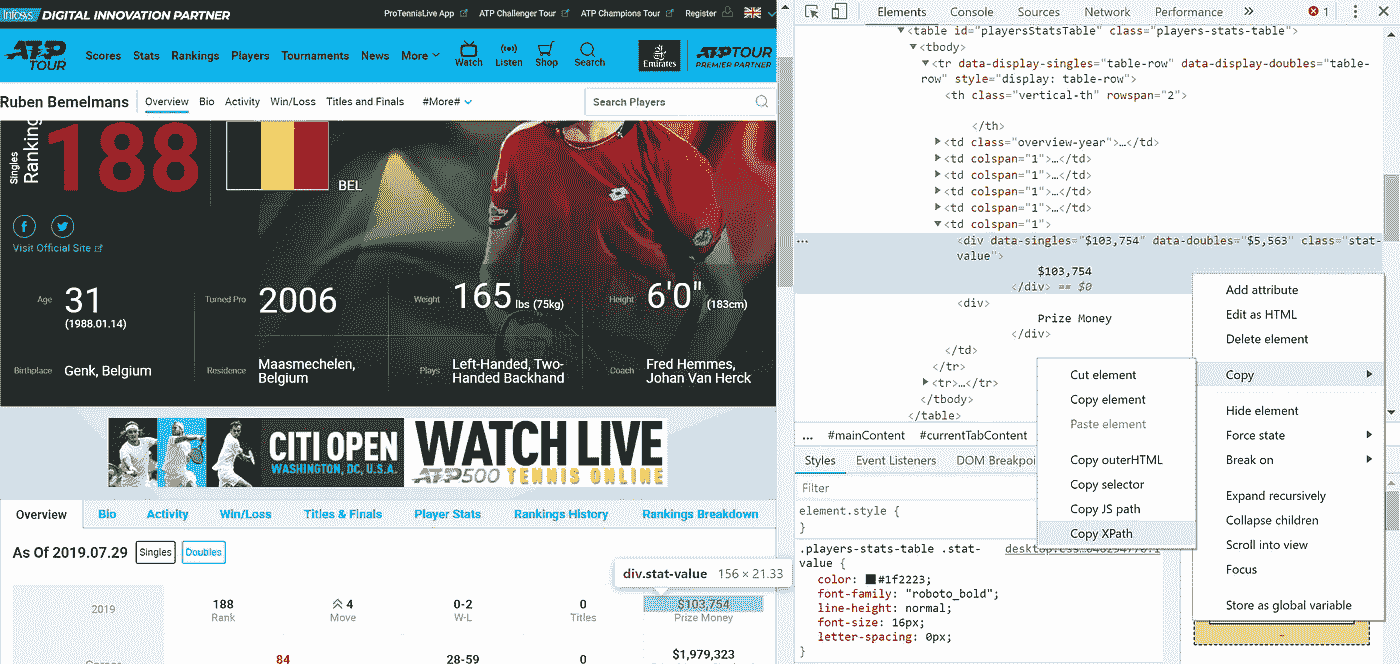 Infosys DIGITAL INNOVATION PARTNER
ProTennisLive App ATP Challenger Tour ATP Champions Tour Register
ATP TOUR
Scores Stats Rankings Players Tournaments News More
Watch Listen Shop Search
Emirates
ATP TOUR
PREMIER PARTNER
Ruben Bemelmans
Overview Bio Activity Win/Loss Titles and Finals #More#
Search Players
Singles
Ranking
188
BEL
Visit Official Site
Age 31
(1988.01.14)
Turned Pro 2006
Weight 165 lbs (75kg)
Height 6'0" (183cm)
Birthplace Genk, Belgium
Residence Maasmechelen,
Belgium
Plays Left-Handed, Two-
Handed Backhand
Coach Fred Hemmes,
Johan Van Herck
CITI OPEN
WASHINGTON, DC, U.S.A.
WATCH LIVE
ATP500 TENNIS ONLINE
Overview Bio Activity Win/Loss Titles & Finals Player Stats Rankings History Rankings Breakdown
As Of 2019.07.29 Singles Doubles
div.stat-value 156 × 21.33
2019
188
Rank
4
Move
0-2
W-L
0
Titles
$103,754
Prize Money
84 28-59 0 $1,979,323
Elements Console Sources Network Performance » 1
<table id="playersStatsTable" class="players-stats-table">
<tbody>
<tr data-display-singles="table-row" data-display-doubles="table-
row" style="display: table-row">
<th class="vertical-th" rowspan="2">
</th>
<td class="overview-year">…</td>
<td colspan="1">…</td>
<td colspan="1">…</td>
<td colspan="1">…</td>
<td colspan="1">…</td>
<td colspan="1">
<div data-singles="$103,754" data-doubles="$5,563" class="stat-
value">
$103,754
</div> == $0
<div>
Prize Money
</div>
</td>
</tr>
<tr>…</tr>
</tbody>
</table>
... #mainContent #currentTabContent
Styles Event Listeners DOM Breakpoi
Filter
element.style {
}
.players-stats-table .stat-
value {
color: #1f2223;
font-family: "roboto_bold";
line-height: normal;
font-size: 16px;
letter-spacing: 0px;
}
Cut element
Copy element
Paste element
Copy outerHTML
Copy selector
Copy JS path
Copy XPath
Add attribute
Edit as HTML
Delete element
Copy
Hide element
Force state
Break on
Expand recursively
Collapse children
Scroll into view
Focus
Store as global variable
-